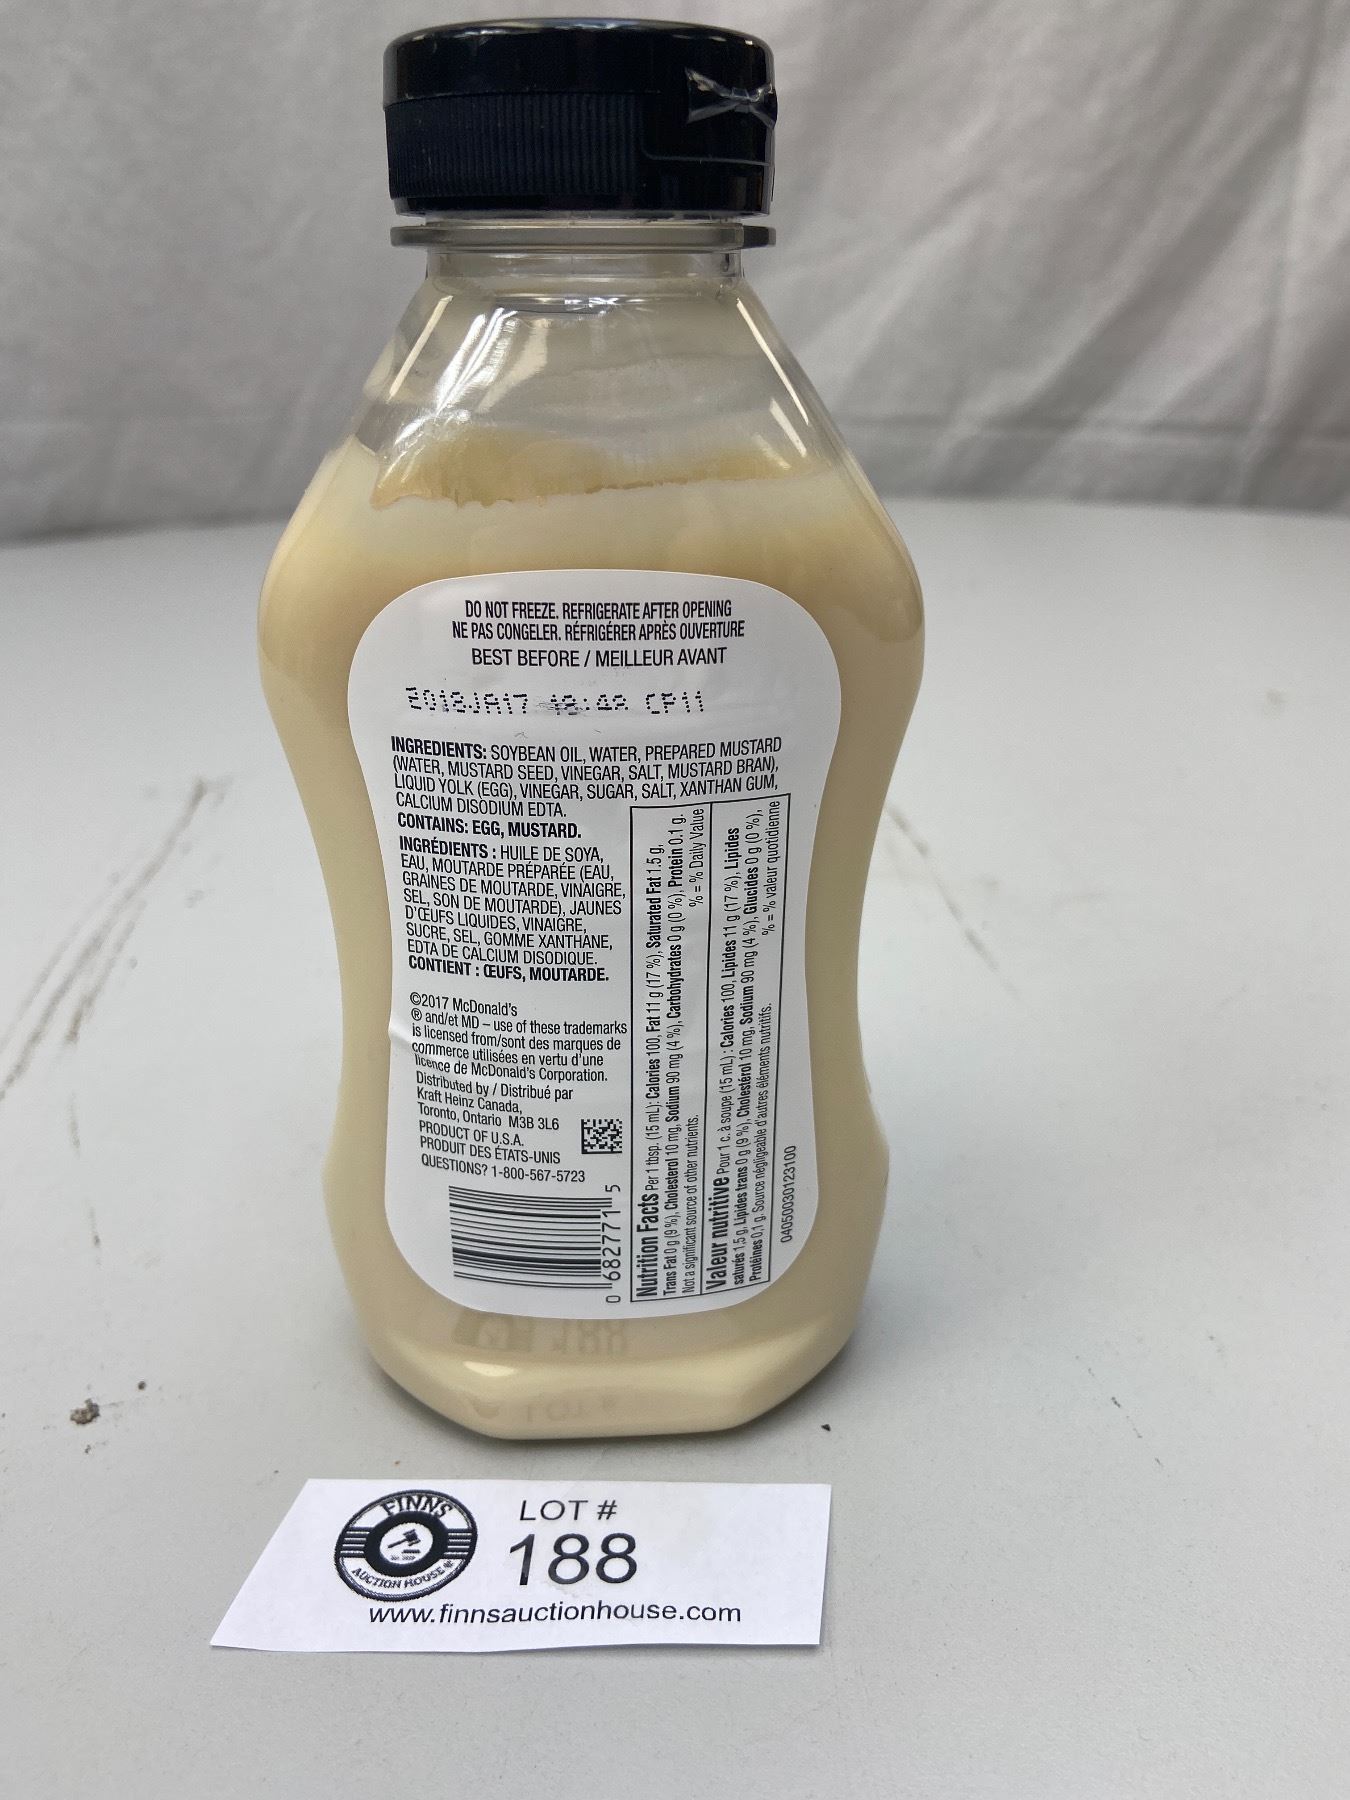 DO NOT FREEZE. REFRIGERATE AFTER OPENING
NE PAS CONGELER. RÉFRIGÉRER APRÈS OUVERTURE
BEST BEFORE / MEILLEUR AVANT
2018JA17 18:48 CP11
INGREDIENTS: SOYBEAN OIL, WATER, PREPARED MUSTARD
(WATER, MUSTARD SEED, VINEGAR, SALT, MUSTARD BRAN),
LIQUID YOLK (EGG), VINEGAR, SUGAR, SALT, XANTHAN GUM,
CALCIUM DISODIUM EDTA.
CONTAINS: EGG, MUSTARD.
INGRÉDIENTS : HUILE DE SOYA,
EAU, MOUTARDE PRÉPARÉE (EAU,
GRAINES DE MOUTARDE, VINAIGRE,
SEL, SON DE MOUTARDE), JAUNES
D'ŒUFS LIQUIDES, VINAIGRE,
SUCRE, SEL, GOMME XANTHANE,
EDTA DE CALCIUM DISODIQUE.
CONTIENT : ŒUFS, MOUTARDE.
©2017 McDonald's
® and/et MD – use of these trademarks
is licensed from/sont des marques de
commerce utilisées en vertu d'une
licence de McDonald's Corporation.
Distributed by / Distribué par
Kraft Heinz Canada,
Toronto, Ontario M3B 3L6
PRODUCT OF U.S.A.
PRODUIT DES ÉTATS-UNIS
QUESTIONS? 1-800-567-5723
0 682771 5
Nutrition Facts Per 1 tbsp. (15 mL): Calories 100, Fat 11 g (17 %), Saturated Fat 1.5 g,
Trans Fat 0 g (9 %), Cholesterol 10 mg, Sodium 90 mg (4 %), Carbohydrates 0 g (0 %), Protein 0.1 g.
Not a significant source of other nutrients. % = % Daily Value
Valeur nutritive Pour 1 c. à soupe (15 mL) : Calories 100, Lipides 11 g (17 %), Lipides
saturés 1,5 g, Lipides trans 0 g (9 %), Cholestérol 10 mg, Sodium 90 mg (4 %), Glucides 0 g (0 %),
Protéines 0,1 g. Source négligeable d'autres éléments nutritifs. % = % valeur quotidienne
04050030123100
FINNS
AUCTION HOUSE
LOT #
188
www.finnsauctionhouse.com